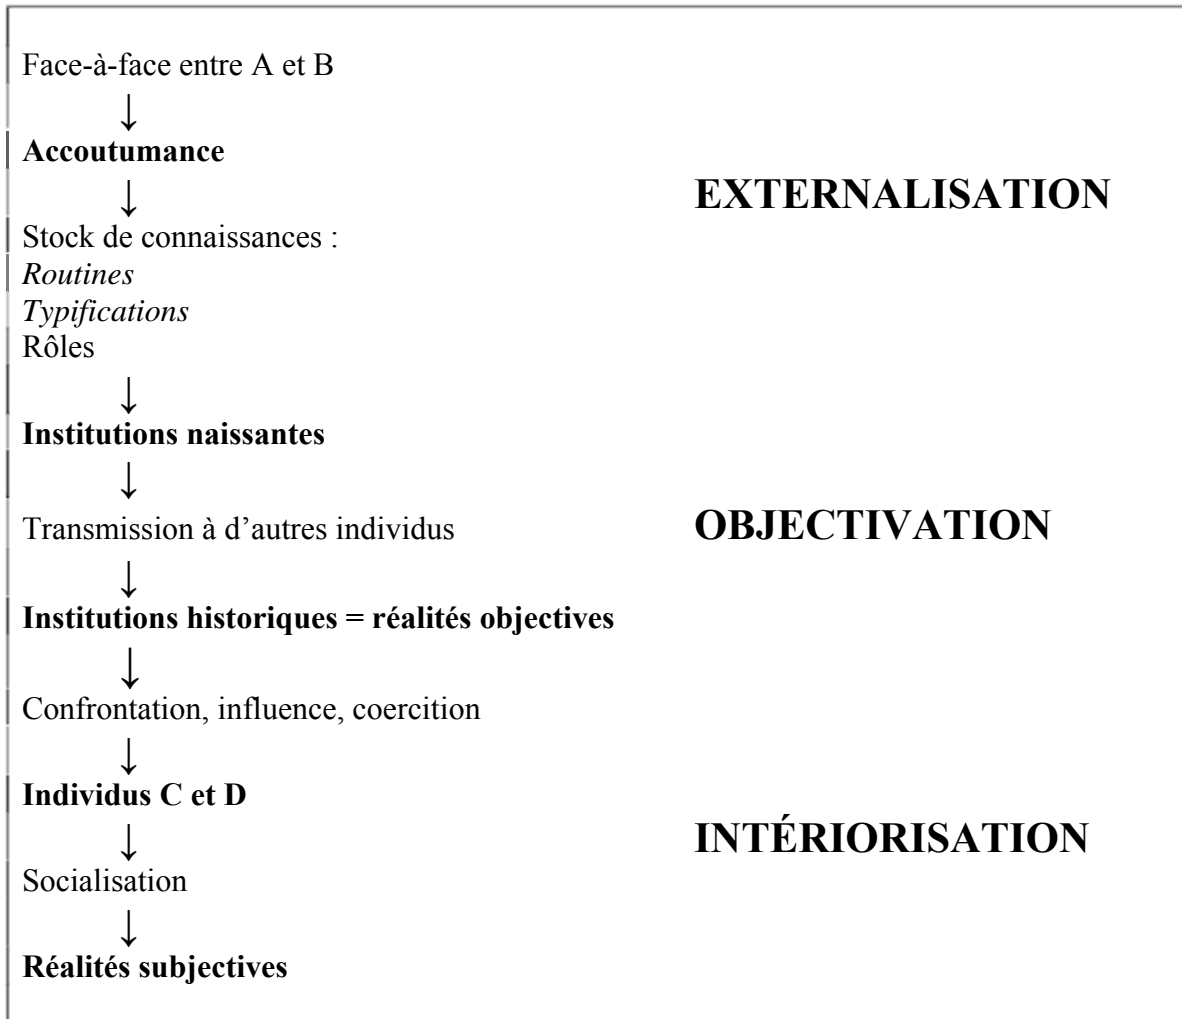 Face-à-face entre A et B
↓
Accoutumance
↓
EXTERNALISATION
Stock de connaissances :
Routines
Typifications
Rôles
↓
Institutions naissantes
↓
Transmission à d’autres individus
OBJECTIVATION
↓
Institutions historiques = réalités objectives
↓
Confrontation, influence, coercition
↓
Individus C et D
↓
INTÉRIORISATION
Socialisation
↓
Réalités subjectives